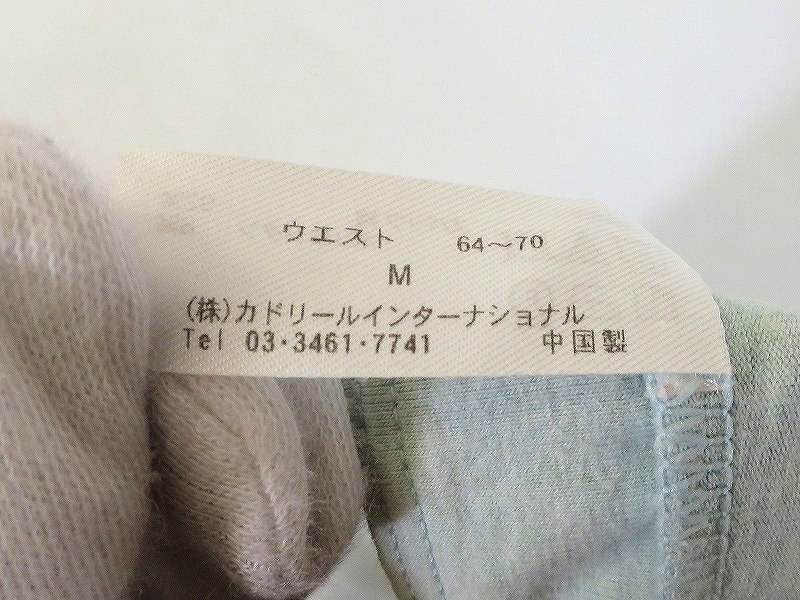 ウエスト 64～70
M
(株)カドリールインターナショナル
Tel 03・3461・7741 中国製